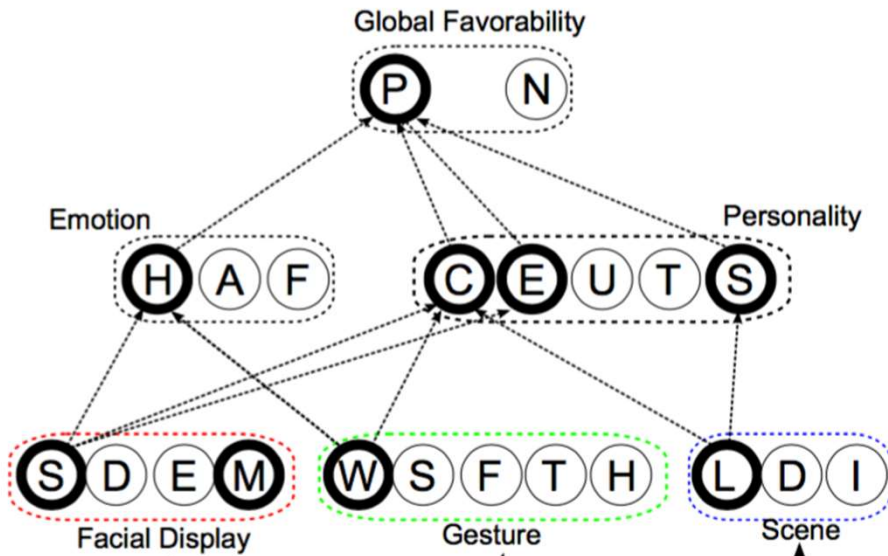 Global Favorability
P N
Emotion
Personality
H A F
C E U T S
S D E M
W S F T H
L D I
Facial Display
Gesture
Scene